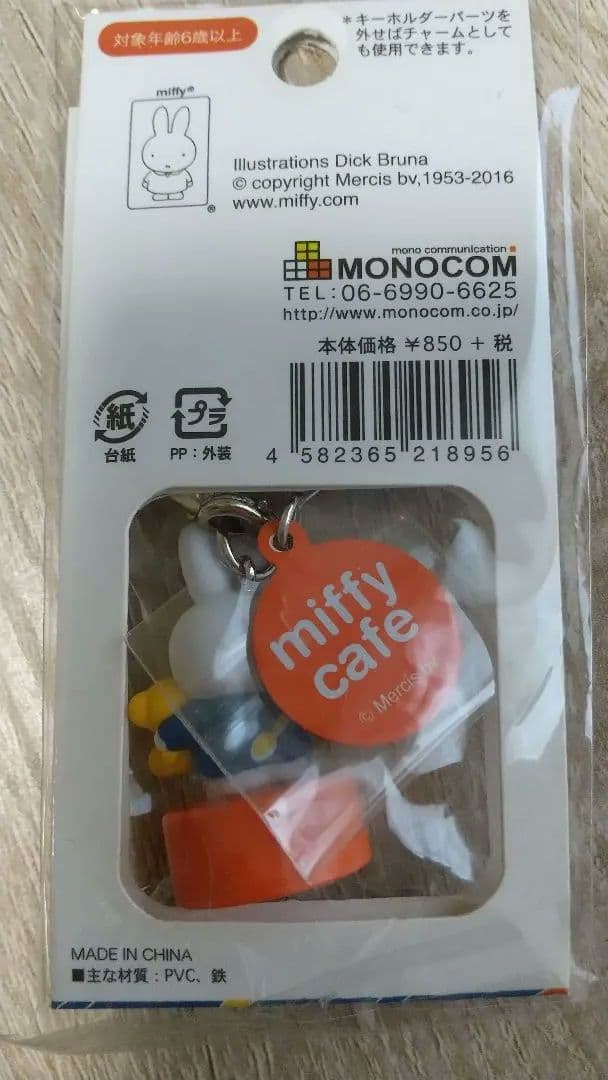 対象年齢6歳以上
＊キーホルダーパーツを
外せばチャームとして
も使用できます。
miffy®
®
Illustrations Dick Bruna
© copyright Mercis bv,1953-2016
www.miffy.com
mono communication
MONOCOM
TEL：06-6990-6625
http://www.monocom.co.jp/
本体価格 ￥850 + 税
紙
台紙
プラ
PP：外装
4 582365 218956
miffy
cafe
© Mercis bv
MADE IN CHINA
■主な材質：PVC、鉄